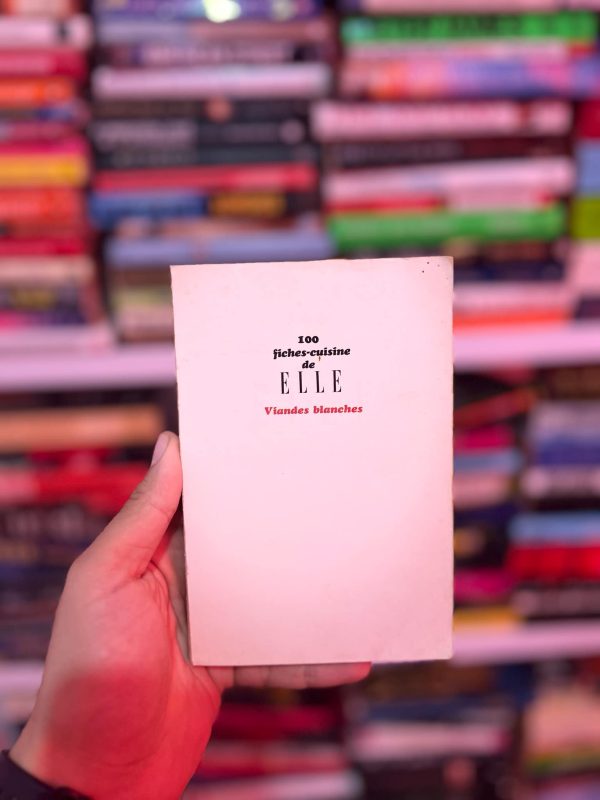 100
fiches-cuisine
de
ELLE
Viandes blanches